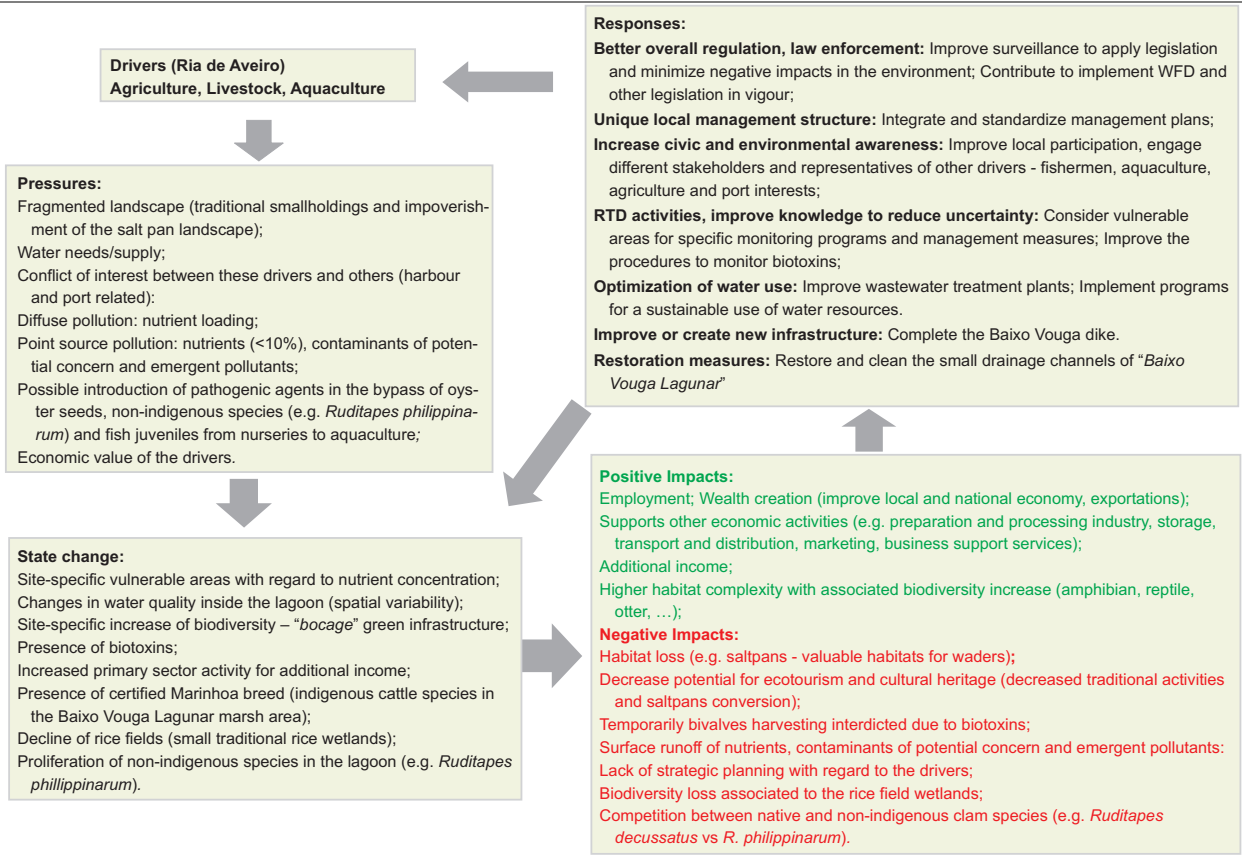 Drivers (Ria de Aveiro)
Agriculture, Livestock, Aquaculture
Pressures:
Fragmented landscape (traditional smallholdings and impoverish-
ment of the salt pan landscape);
Water needs/supply;
Conflict of interest between these drivers and others (harbour
and port related):
Diffuse pollution: nutrient loading;
Point source pollution: nutrients (<10%), contaminants of poten-
tial concern and emergent pollutants;
Possible introduction of pathogenic agents in the bypass of oys-
ter seeds, non-indigenous species (e.g. Ruditapes philippina-
rum) and fish juveniles from nurseries to aquaculture;
Economic value of the drivers.
State change:
Site-specific vulnerable areas with regard to nutrient concentration;
Changes in water quality inside the lagoon (spatial variability);
Site-specific increase of biodiversity – “bocage” green infrastructure;
Presence of biotoxins;
Increased primary sector activity for additional income;
Presence of certified Marinhoa breed (indigenous cattle species in
the Baixo Vouga Lagunar marsh area);
Decline of rice fields (small traditional rice wetlands);
Proliferation of non-indigenous species in the lagoon (e.g. Ruditapes
phillippinarum).
Responses:
Better overall regulation, law enforcement: Improve surveillance to apply legislation
and minimize negative impacts in the environment; Contribute to implement WFD and
other legislation in vigour;
Unique local management structure: Integrate and standardize management plans;
Increase civic and environmental awareness: Improve local participation, engage
different stakeholders and representatives of other drivers - fishermen, aquaculture,
agriculture and port interests;
RTD activities, improve knowledge to reduce uncertainty: Consider vulnerable
areas for specific monitoring programs and management measures; Improve the
procedures to monitor biotoxins;
Optimization of water use: Improve wastewater treatment plants; Implement programs
for a sustainable use of water resources.
Improve or create new infrastructure: Complete the Baixo Vouga dike.
Restoration measures: Restore and clean the small drainage channels of “Baixo
Vouga Lagunar”
Positive Impacts:
Employment; Wealth creation (improve local and national economy, exportations);
Supports other economic activities (e.g. preparation and processing industry, storage,
transport and distribution, marketing, business support services);
Additional income;
Higher habitat complexity with associated biodiversity increase (amphibian, reptile,
otter, …);
Negative Impacts:
Habitat loss (e.g. saltpans - valuable habitats for waders);
Decrease potential for ecotourism and cultural heritage (decreased traditional activities
and saltpans conversion);
Temporarily bivalves harvesting interdicted due to biotoxins;
Surface runoff of nutrients, contaminants of potential concern and emergent pollutants:
Lack of strategic planning with regard to the drivers;
Biodiversity loss associated to the rice field wetlands;
Competition between native and non-indigenous clam species (e.g. Ruditapes
decussatus vs R. philippinarum).